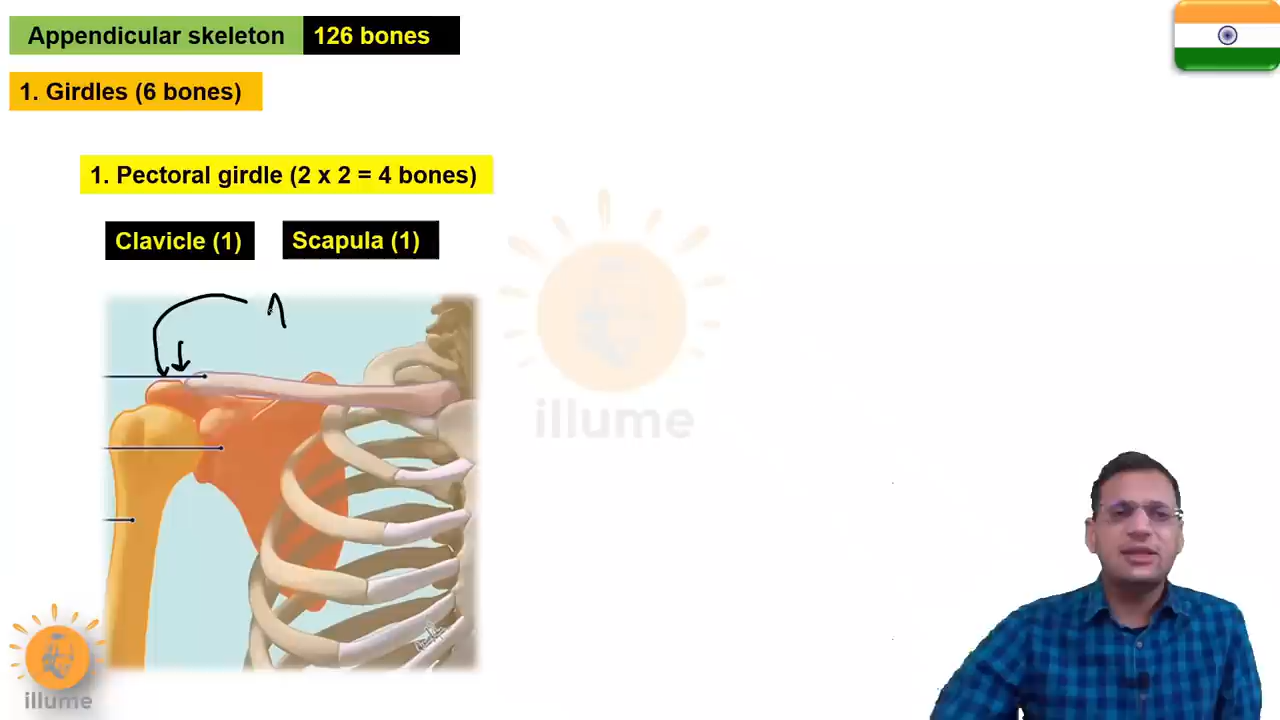 Appendicular skeleton 126 bones
1. Girdles (6 bones)
1. Pectoral girdle (2 x 2 = 4 bones)
Clavicle (1) Scapula (1)
illume
illume